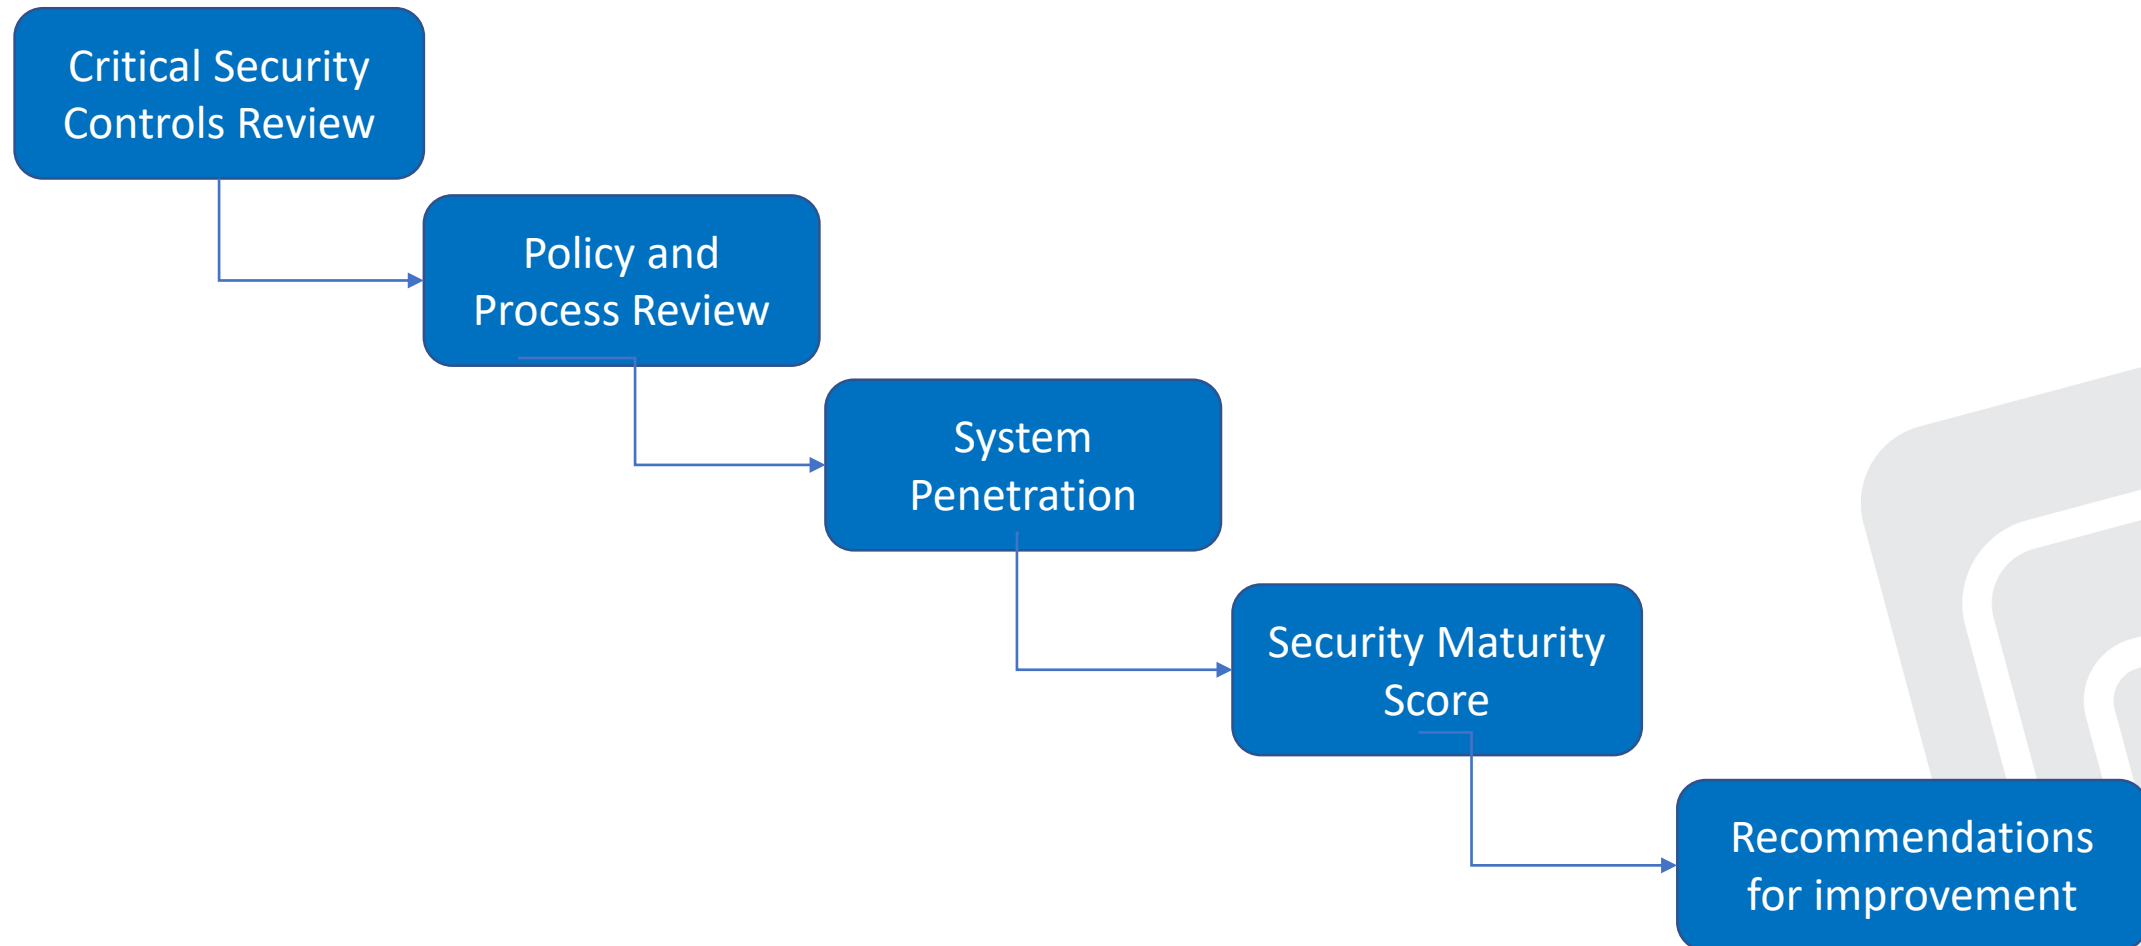 Critical Security
Controls Review
Policy and
Process Review
System
Penetration
Security Maturity
Score
Recommendations
for improvement